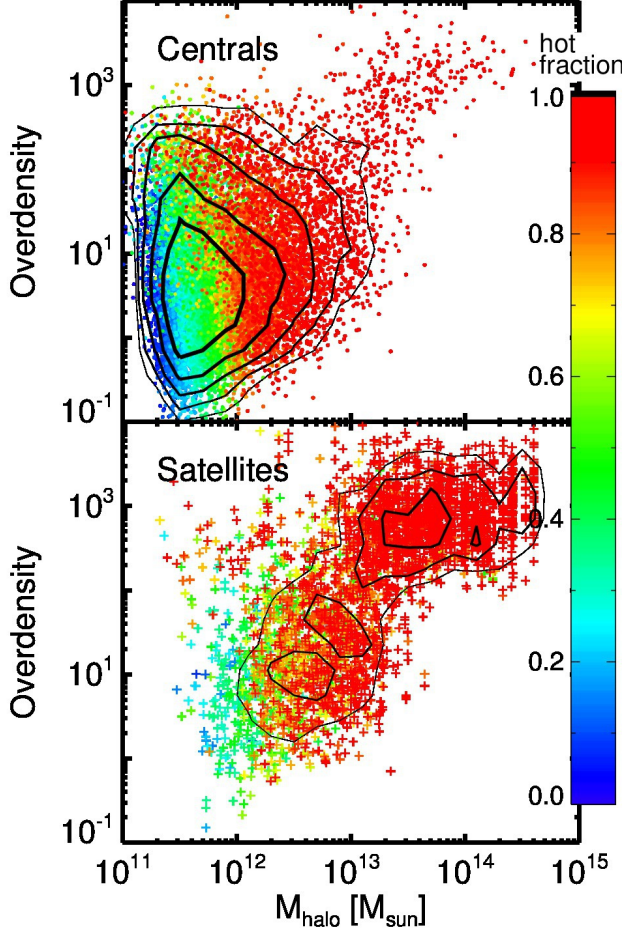 Centrals
hot
fraction
10³
10¹
10⁻¹
Overdensity
1.0
0.8
0.6
0.4
0.2
0.0
Satellites
10³
10¹
10⁻¹
Overdensity
10¹¹ 10¹² 10¹³ 10¹⁴ 10¹⁵
M_halo [M_sun]